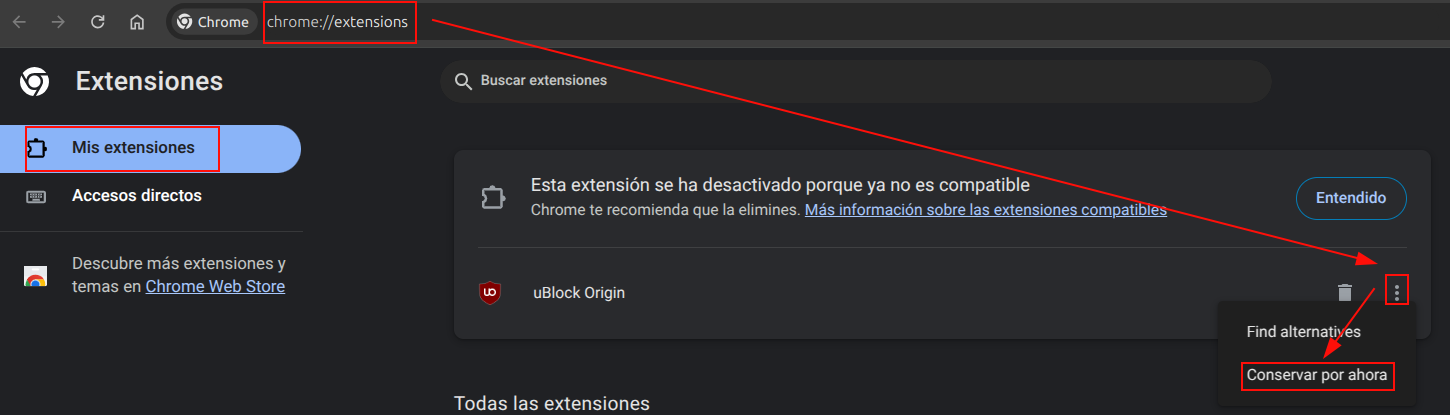 Chrome
chrome://extensions
Extensiones
Buscar extensiones
Mis extensiones
Accesos directos
Descubre más extensiones y
temas en Chrome Web Store
Esta extensión se ha desactivado porque ya no es compatible
Chrome te recomienda que la elimines. Más información sobre las extensiones compatibles
Entendido
uO
uBlock Origin
Find alternatives
Conservar por ahora
Todas las extensiones